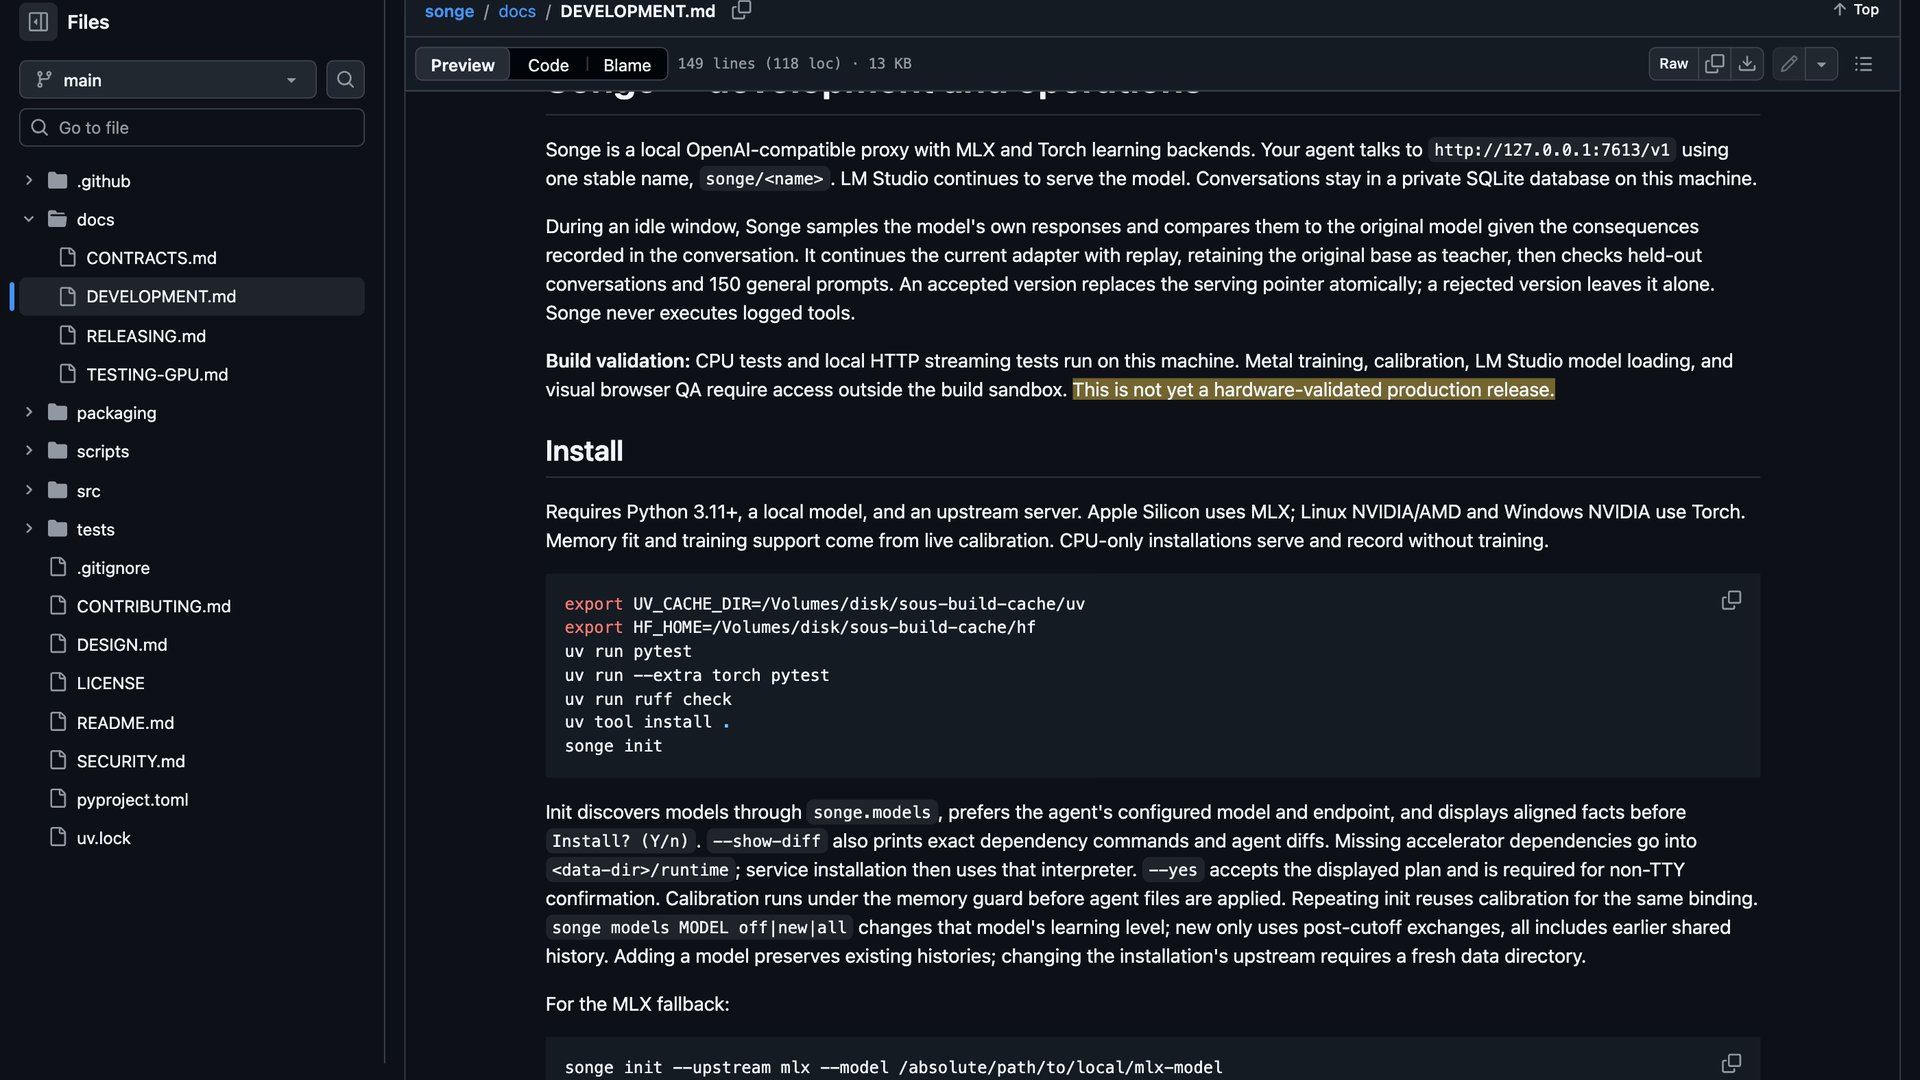 Files
main
Go to file
.github
docs
CONTRACTS.md
DEVELOPMENT.md
RELEASING.md
TESTING-GPU.md
packaging
scripts
src
tests
.gitignore
CONTRIBUTING.md
DESIGN.md
LICENSE
README.md
SECURITY.md
pyproject.toml
uv.lock
songe / docs / DEVELOPMENT.md
Top
Preview Code Blame 149 lines (118 loc) · 13 KB
Raw
Songe — development and operations
Songe is a local OpenAI-compatible proxy with MLX and Torch learning backends. Your agent talks to http://127.0.0.1:7613/v1 using
one stable name, songe/<name> . LM Studio continues to serve the model. Conversations stay in a private SQLite database on this machine.
During an idle window, Songe samples the model's own responses and compares them to the original model given the consequences
recorded in the conversation. It continues the current adapter with replay, retaining the original base as teacher, then checks held-out
conversations and 150 general prompts. An accepted version replaces the serving pointer atomically; a rejected version leaves it alone.
Songe never executes logged tools.
Build validation: CPU tests and local HTTP streaming tests run on this machine. Metal training, calibration, LM Studio model loading, and
visual browser QA require access outside the build sandbox. This is not yet a hardware-validated production release.
Install
Requires Python 3.11+, a local model, and an upstream server. Apple Silicon uses MLX; Linux NVIDIA/AMD and Windows NVIDIA use Torch.
Memory fit and training support come from live calibration. CPU-only installations serve and record without training.
export UV_CACHE_DIR=/Volumes/disk/sous-build-cache/uv
export HF_HOME=/Volumes/disk/sous-build-cache/hf
uv run pytest
uv run --extra torch pytest
uv run ruff check
uv tool install .
songe init
Init discovers models through songe.models , prefers the agent's configured model and endpoint, and displays aligned facts before
Install? (Y/n) . --show-diff also prints exact dependency commands and agent diffs. Missing accelerator dependencies go into
<data-dir>/runtime ; service installation then uses that interpreter. --yes accepts the displayed plan and is required for non-TTY
confirmation. Calibration runs under the memory guard before agent files are applied. Repeating init reuses calibration for the same binding.
songe models MODEL off|new|all changes that model's learning level; new only uses post-cutoff exchanges, all includes earlier shared
history. Adding a model preserves existing histories; changing the installation's upstream requires a fresh data directory.
For the MLX fallback:
songe init --upstream mlx --model /absolute/path/to/local/mlx-model